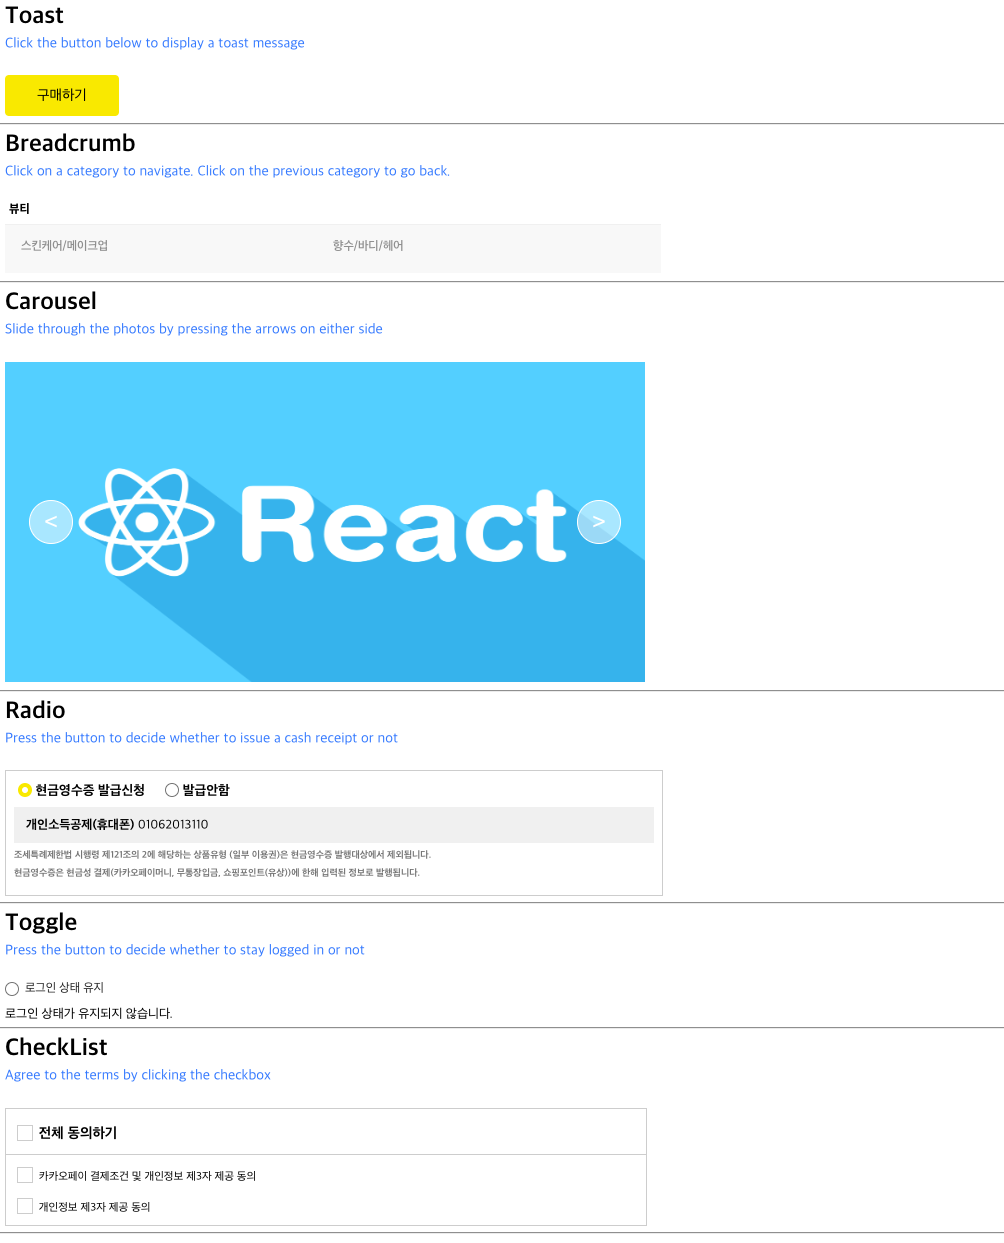 Toast
Click the button below to display a toast message
구매하기
Breadcrumb
Click on a category to navigate. Click on the previous category to go back.
뷰티
스킨케어/메이크업 향수/바디/헤어
Carousel
Slide through the photos by pressing the arrows on either side
< React >
Radio
Press the button to decide whether to issue a cash receipt or not
현금영수증 발급신청 발급안함
개인소득공제(휴대폰) 01062013110
조세특례제한법 시행령 제121조의 2에 해당하는 상품유형 (일부 이용권)은 현금영수증 발행대상에서 제외됩니다.
현금영수증은 현금성 결제(카카오페이머니, 무통장입금, 쇼핑포인트(유상))에 한해 입력된 정보로 발행됩니다.
Toggle
Press the button to decide whether to stay logged in or not
로그인 상태 유지
로그인 상태가 유지되지 않습니다.
CheckList
Agree to the terms by clicking the checkbox
전체 동의하기
카카오페이 결제조건 및 개인정보 제3자 제공 동의
개인정보 제3자 제공 동의